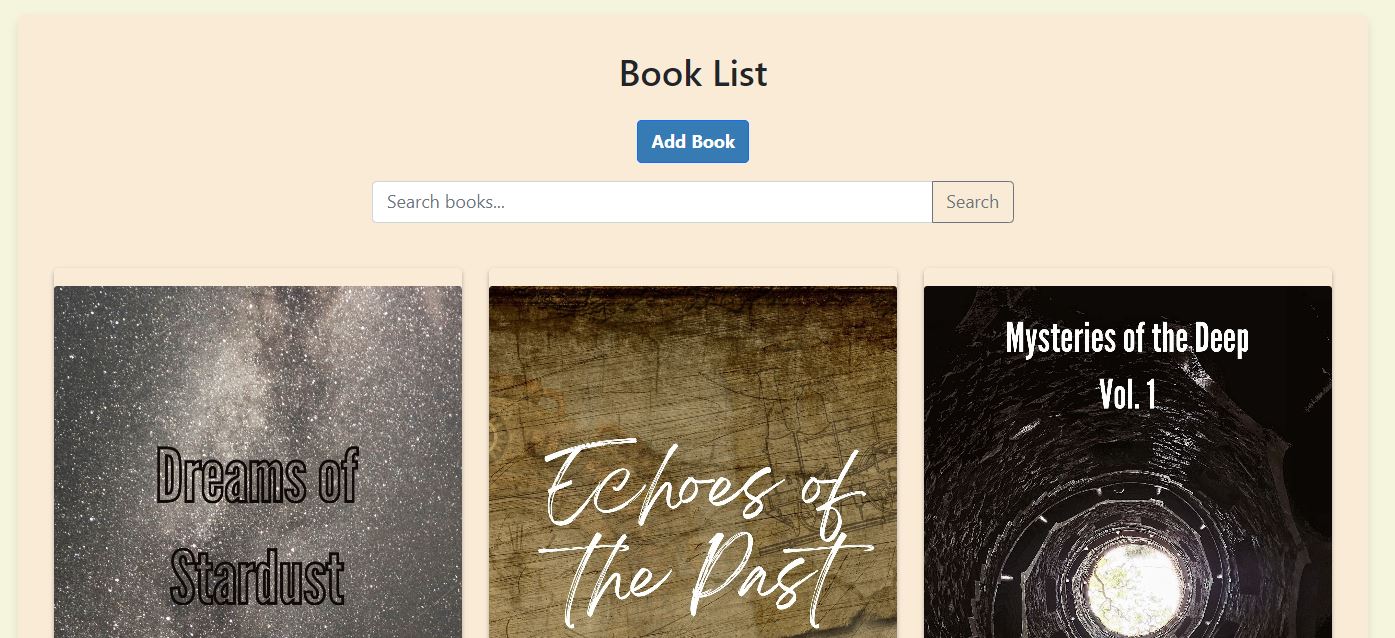 Book List
Add Book
Search books...
Search
Dreams of
Stardust
Echoes of
the Past
Mysteries of the Deep
Vol. 1